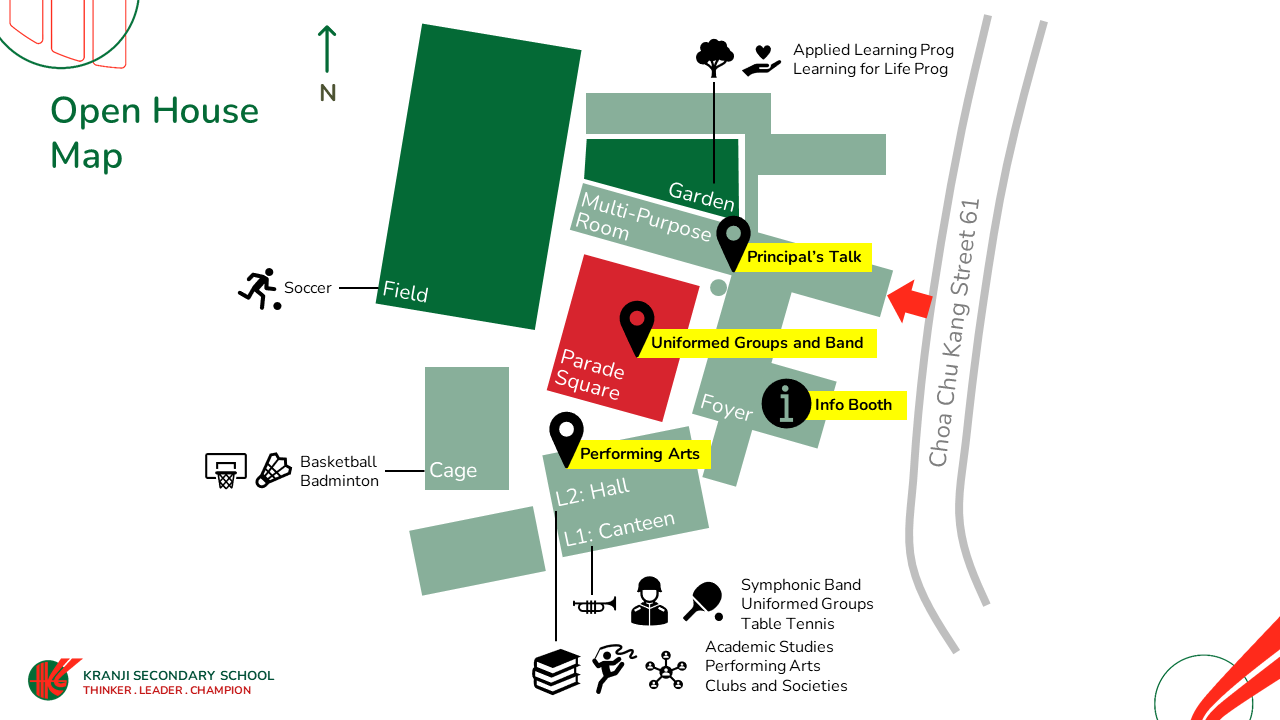 Open House
Map
N
Applied Learning Prog
Learning for Life Prog
Garden
Multi-Purpose
Room
Principal's Talk
Soccer
Field
Uniformed Groups and Band
Parade
Square
Choa Chu Kang Street 61
Foyer
i
Info Booth
Basketball
Badminton
Cage
Performing Arts
L2: Hall
L1: Canteen
Symphonic Band
Uniformed Groups
Table Tennis
Academic Studies
Performing Arts
Clubs and Societies
KRANJI SECONDARY SCHOOL
THINKER . LEADER . CHAMPION